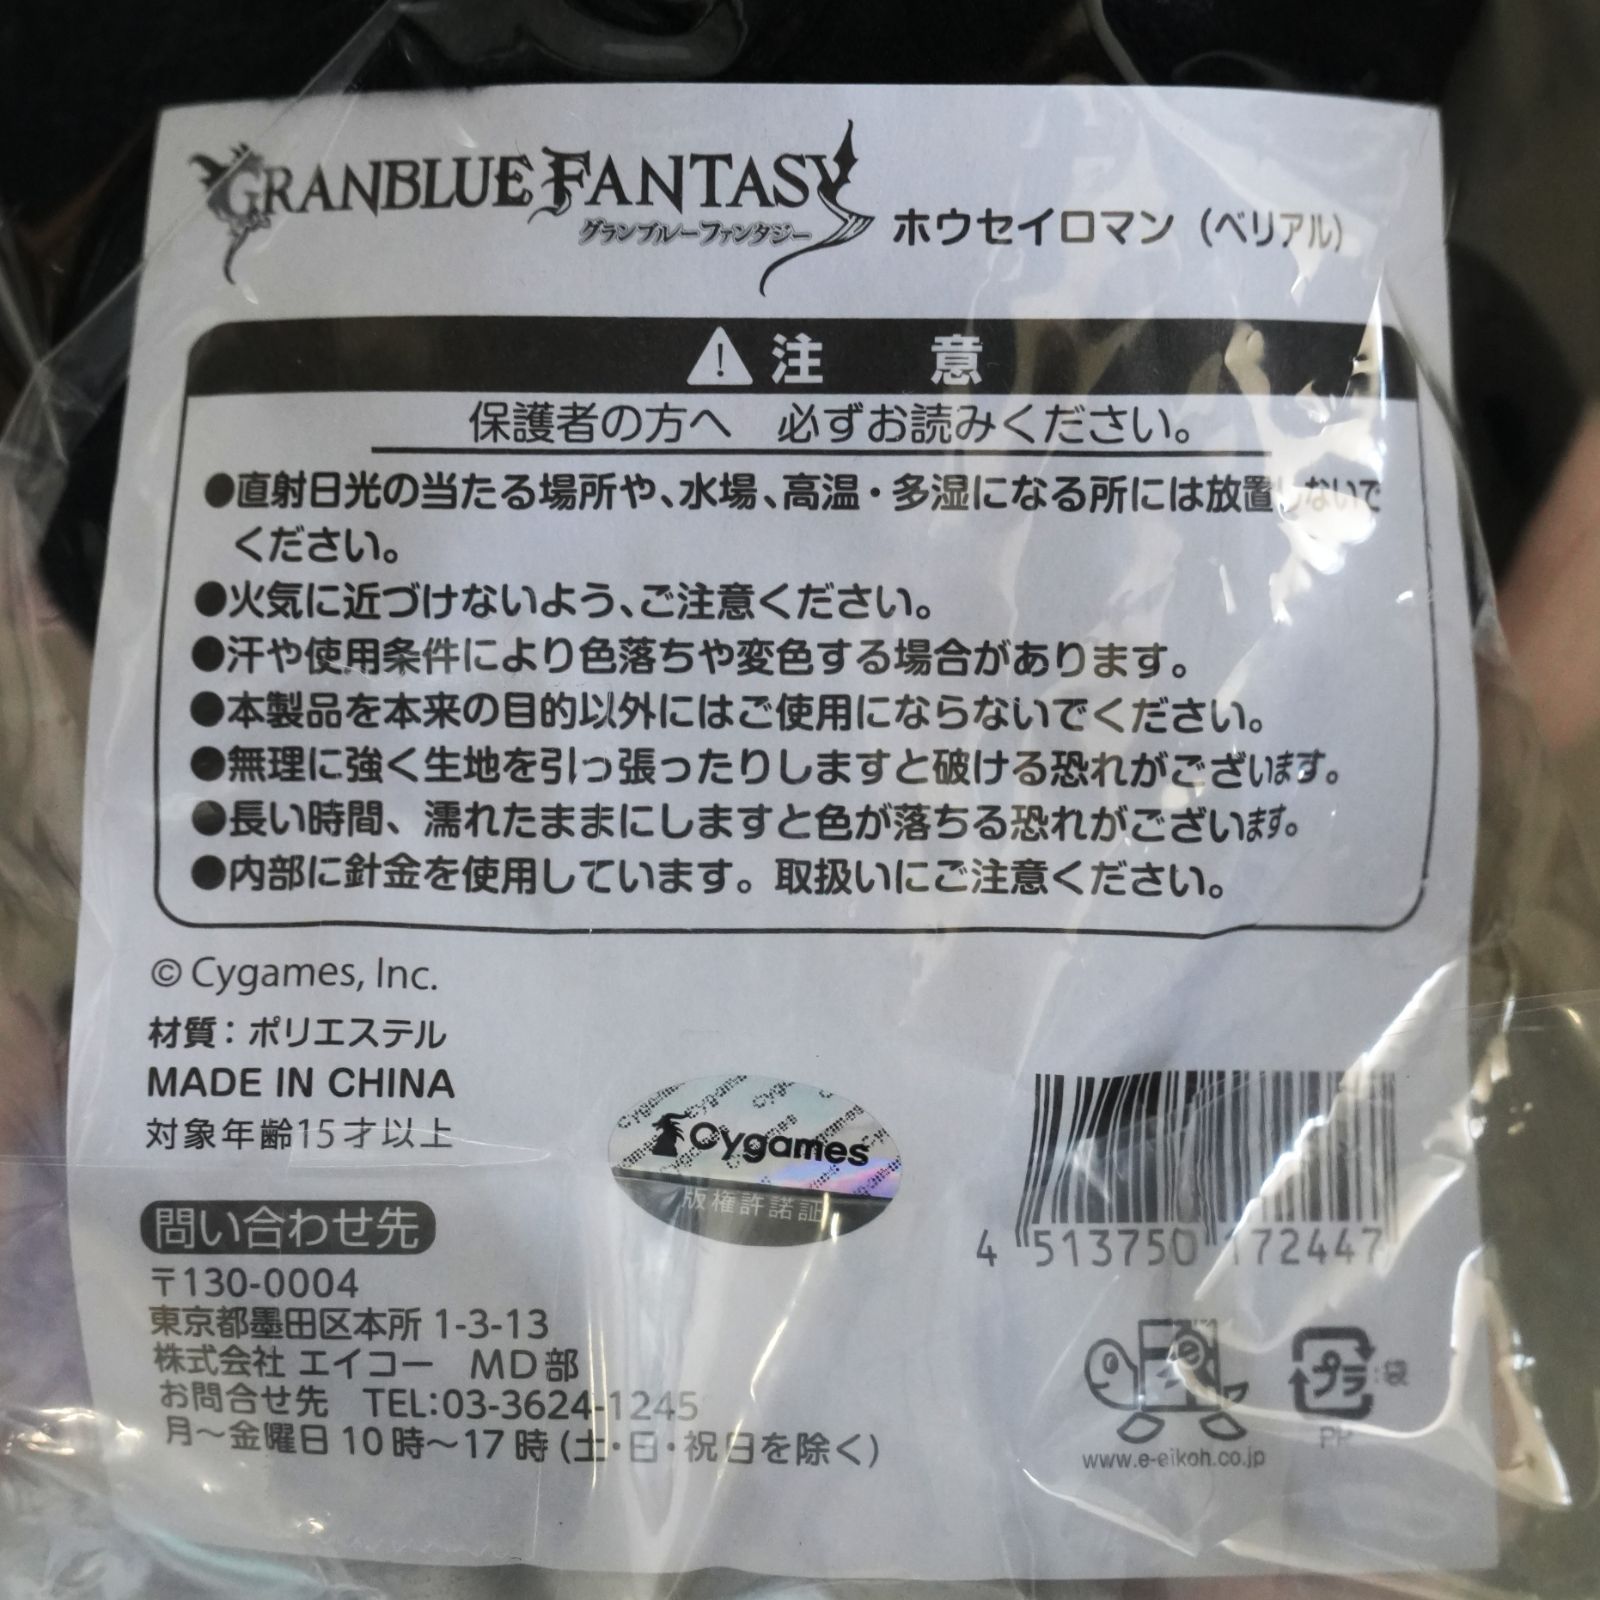 GRANBLUE FANTASY
グランブルーファンタジー
ホウセイロマン（ベリアル）
注　意
保護者の方へ　必ずお読みください。
●直射日光の当たる場所や、水場、高温・多湿になる所には放置しないで
ください。
●火気に近づけないよう、ご注意ください。
●汗や使用条件により色落ちや変色する場合があります。
●本製品を本来の目的以外にはご使用にならないでください。
●無理に強く生地を引っ張ったりしますと破ける恐れがございます。
●長い時間、濡れたままにしますと色が落ちる恐れがございます。
●内部に針金を使用しています。取扱いにご注意ください。
© Cygames, Inc.
材質：ポリエステル
MADE IN CHINA
対象年齢15才以上
Cygames
版権許諾証
4 513750 172447
問い合わせ先
〒130-0004
東京都墨田区本所 1-3-13
株式会社 エイコー　MD部
お問合せ先　TEL:03-3624-1245
月～金曜日 10時～17時（土・日・祝日を除く）
www.e-eikoh.co.jp
プラ:袋
PP